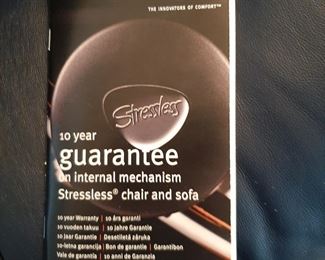 THE INNOVATORS OF COMFORT™
Stressless
10 year
guarantee
on internal mechanism
Stressless® chair and sofa
10 year Warranty | 10 års garanti
10 vuoden takuu | 10 Jahre Garantie
10 Jaar Garantie | Desetiletá záruka
10-letna garancija | Bon de garantie | Garantibon
Vale de garantia | 10 anni de Garanzia